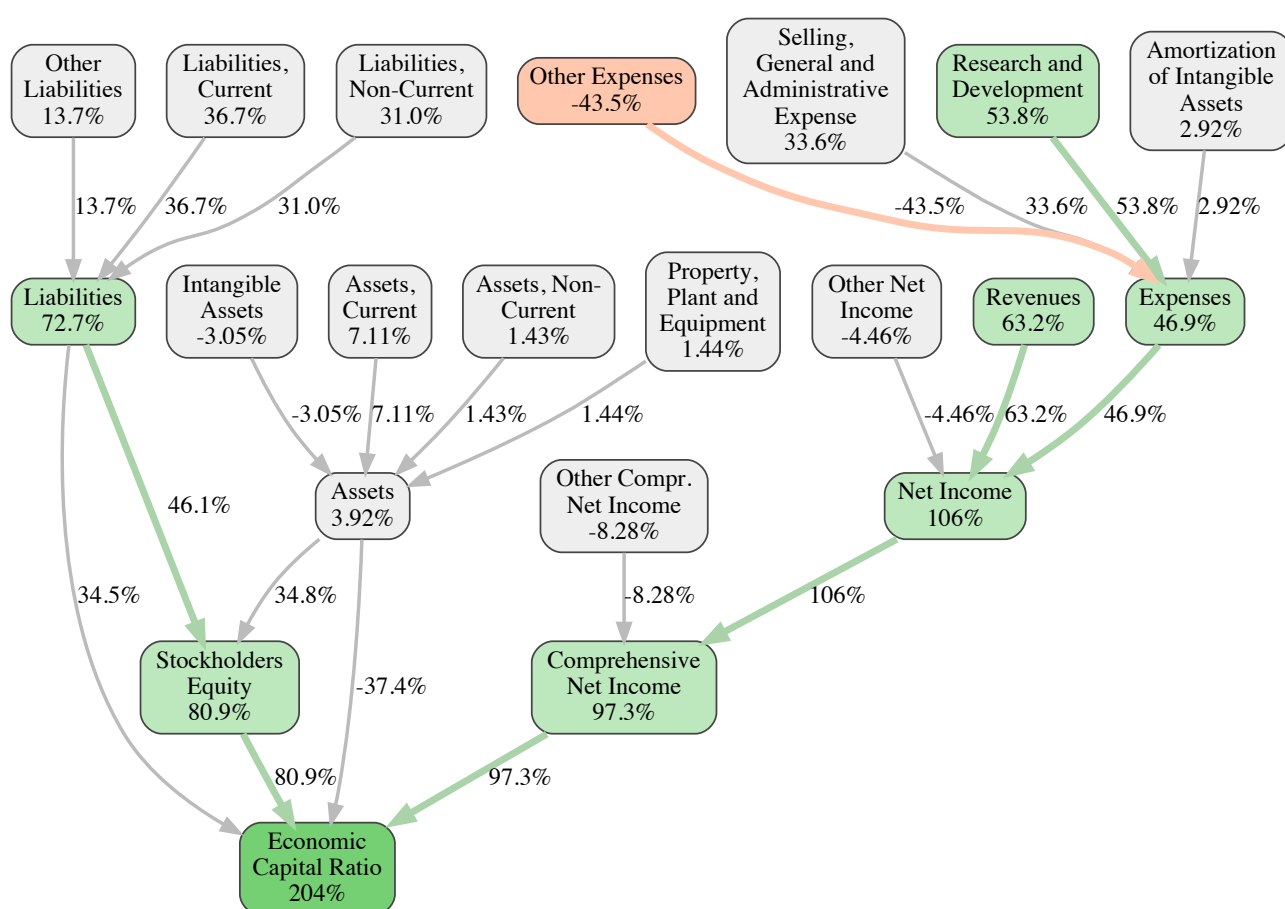 Other
Liabilities
13.7%
Liabilities,
Current
36.7%
Liabilities,
Non-Current
31.0%
Other Expenses
-43.5%
Selling,
General and
Administrative
Expense
33.6%
Research and
Development
53.8%
Amortization
of Intangible
Assets
2.92%
13.7%
36.7%
31.0%
-43.5%
33.6%
53.8%
2.92%
Liabilities
72.7%
Intangible
Assets
-3.05%
Assets,
Current
7.11%
Assets, Non-
Current
1.43%
Property,
Plant and
Equipment
1.44%
Other Net
Income
-4.46%
Revenues
63.2%
Expenses
46.9%
-3.05%
7.11%
1.43%
1.44%
-4.46%
63.2%
46.9%
46.1%
Assets
3.92%
Other Compr.
Net Income
-8.28%
Net Income
106%
34.5%
34.8%
-8.28%
106%
Stockholders
Equity
80.9%
-37.4%
Comprehensive
Net Income
97.3%
80.9%
97.3%
Economic
Capital Ratio
204%